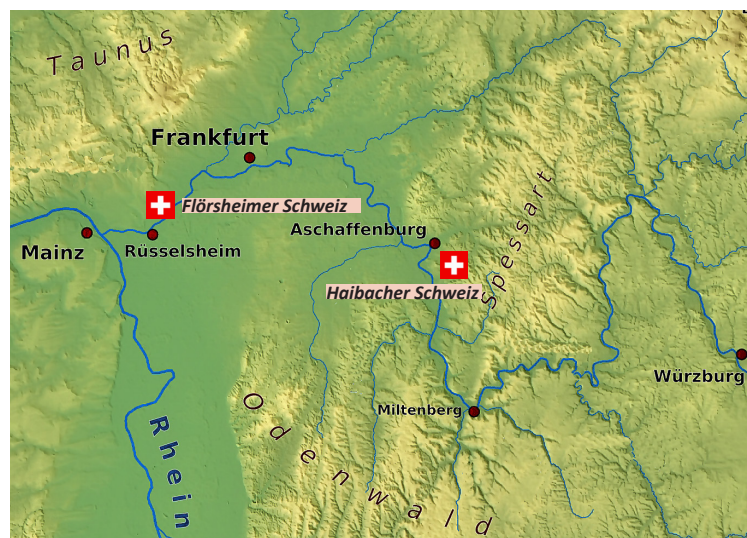 Taunus
Frankfurt
Flörsheimer Schweiz
Aschaffenburg
Mainz
Rüsselsheim
Spessart
Haibacher Schweiz
Würzburg
Miltenberg
Odenwald
Rhein